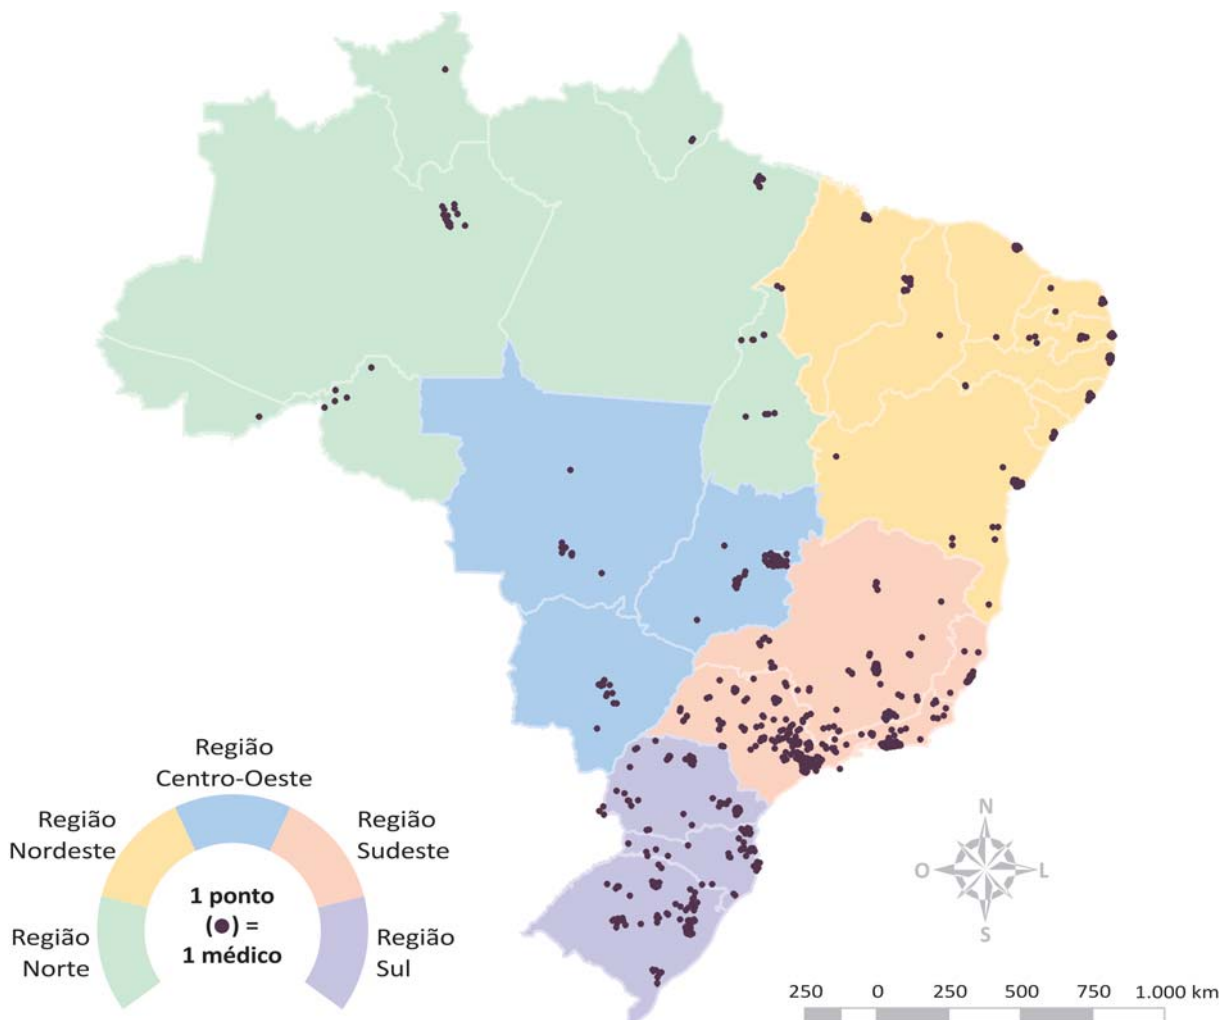 Região
Centro-Oeste
Região
Nordeste
Região
Sudeste
1 ponto
(●) =
1 médico
Região
Norte
Região
Sul
N
O
L
S
250
0
250
500
750
1.000 km